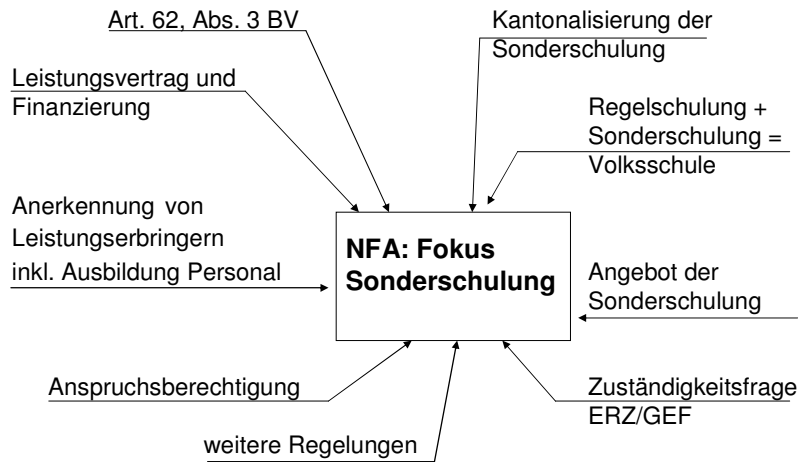 Art. 62, Abs. 3 BV
Kantonalisierung der
Sonderschulung
Leistungsvertrag und
Finanzierung
Regelschulung +
Sonderschulung =
Volksschule
Anerkennung von
Leistungserbringern
inkl. Ausbildung Personal
NFA: Fokus
Sonderschulung
Angebot der
Sonderschulung
Anspruchsberechtigung
Zuständigkeitsfrage
ERZ/GEF
weitere Regelungen